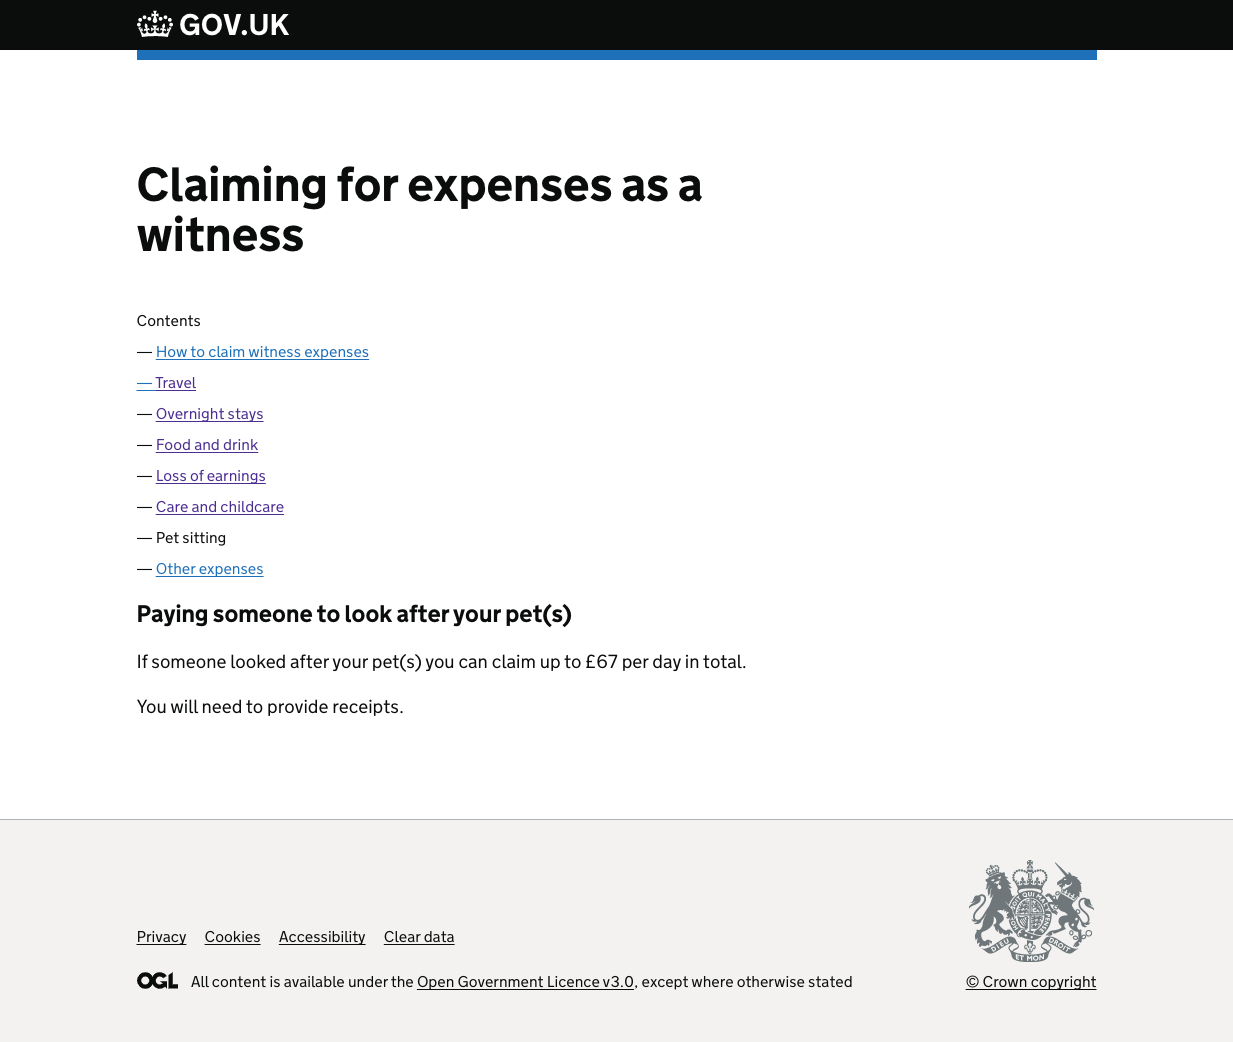 GOV.UK
Claiming for expenses as a
witness
Contents
— How to claim witness expenses
— Travel
— Overnight stays
— Food and drink
— Loss of earnings
— Care and childcare
— Pet sitting
— Other expenses
Paying someone to look after your pet(s)
If someone looked after your pet(s) you can claim up to £67 per day in total.
You will need to provide receipts.
Privacy Cookies Accessibility Clear data
OGL All content is available under the Open Government Licence v3.0, except where otherwise stated
DIEU ET MON DROIT
© Crown copyright